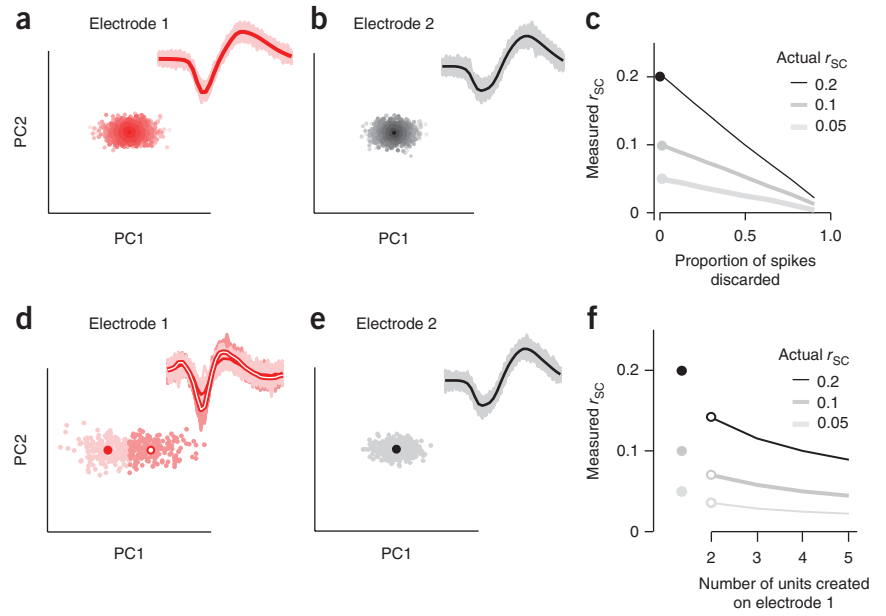 a
Electrode 1
PC2
PC1
b
Electrode 2
PC1
c
Measured rSC
Actual rSC
0.2
0.1
0.05
0.2
0.1
0
0
0.5
1.0
Proportion of spikes
discarded
d
Electrode 1
PC2
PC1
e
Electrode 2
PC1
f
Measured rSC
Actual rSC
0.2
0.1
0.05
0.2
0.1
0
2
3
4
5
Number of units created
on electrode 1